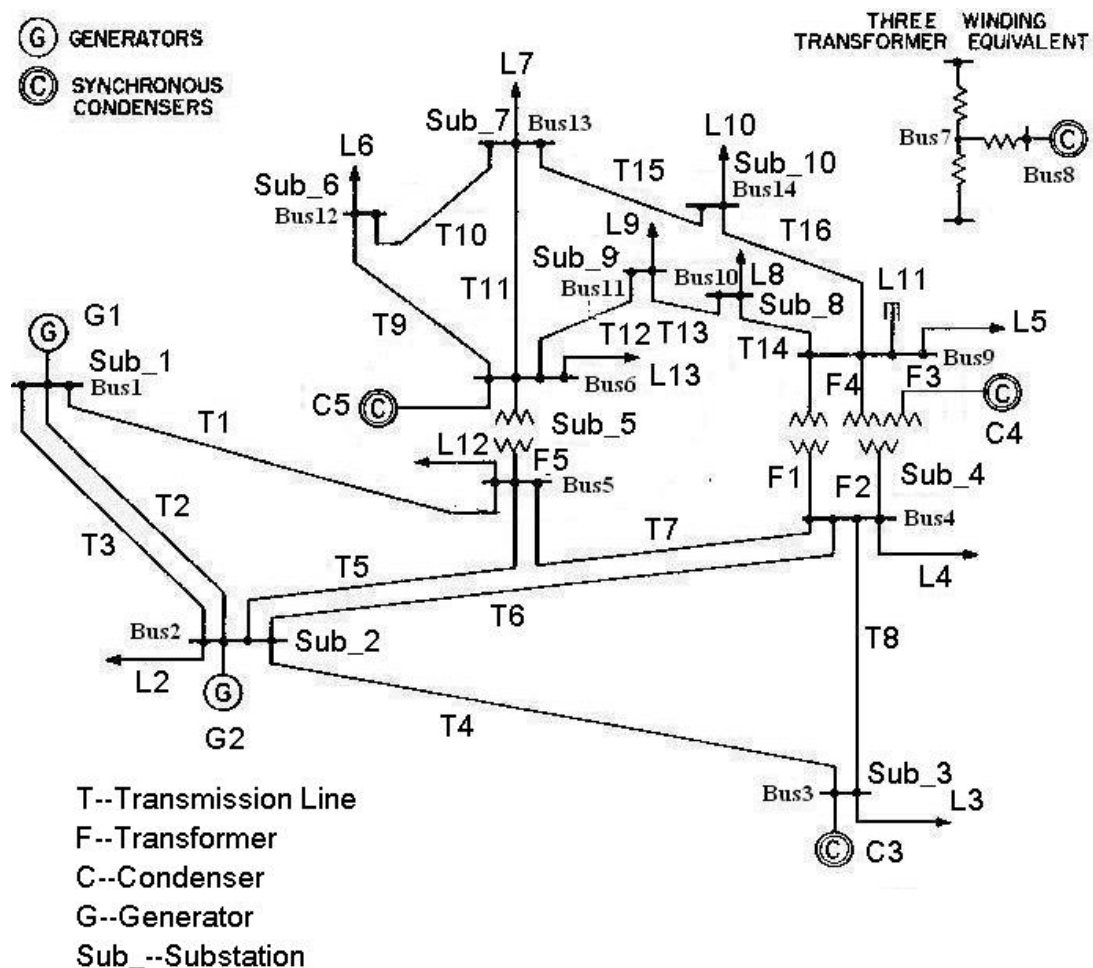 G GENERATORS
C SYNCHRONOUS
CONDENSERS
THREE WINDING
TRANSFORMER EQUIVALENT
Bus7
C
Bus8
L7
Sub_7
Bus13
L6
Sub_6
Bus12
T10
T15
L10
Sub_10
Bus14
T16
L9
Sub_9
Bus11
Bus10
L8
Sub_8
L11
T11
T9
T12
T13
T14
L5
Bus9
G1
G
Sub_1
Bus1
L13
Bus6
F4
F3
C5
C
C
C4
T1
Sub_5
L12
F5
Bus5
F1
F2
Sub_4
Bus4
T2
T3
T7
T5
T6
L4
Bus2
Sub_2
L2
G
G2
T8
T4
Sub_3
Bus3
L3
C
C3
T--Transmission Line
F--Transformer
C--Condenser
G--Generator
Sub_--Substation